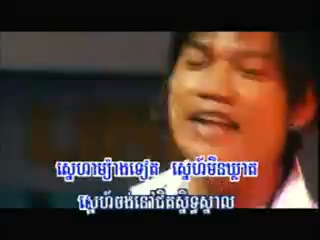 ស្នេហាម្យ៉ាងទៀត ស្នេហ៍មិនឃ្លាត
ស្នេហ៍ចង់នៅជិតស្និទ្ធស្នាល